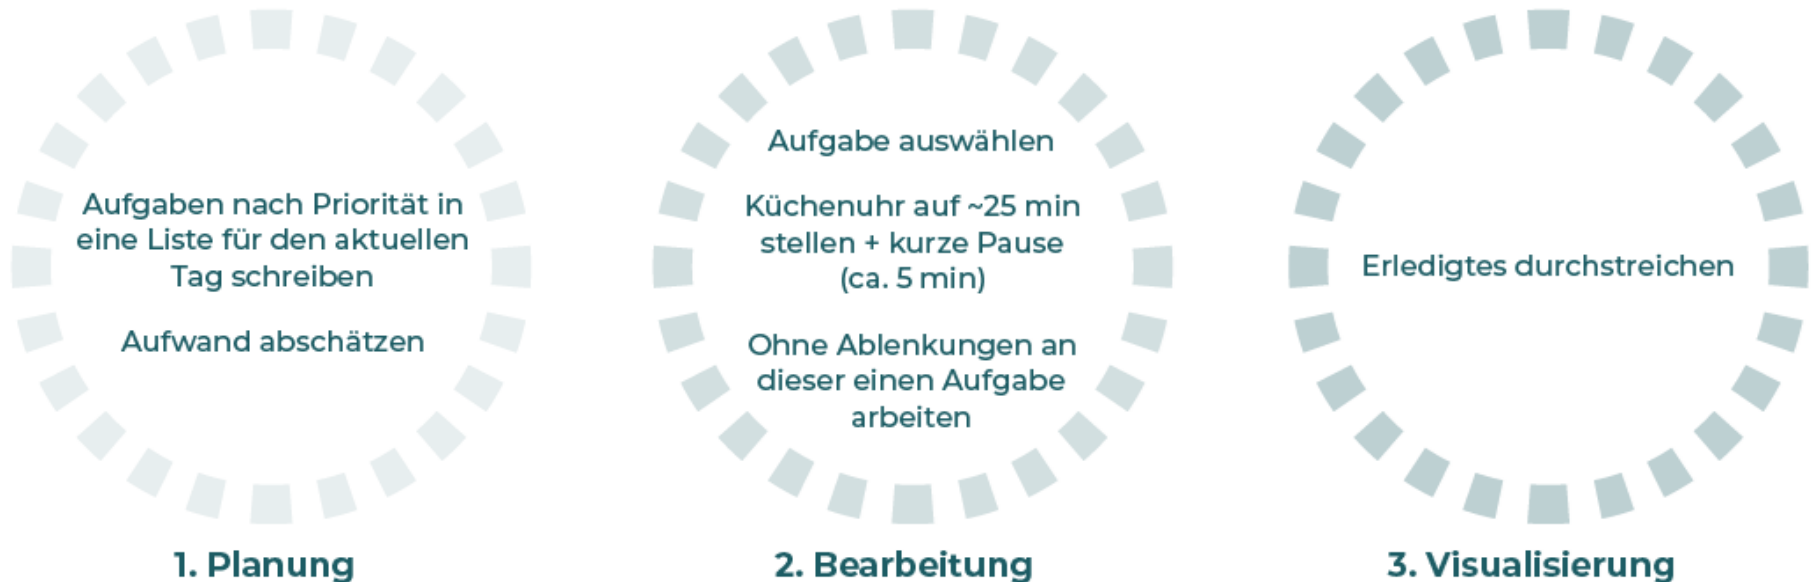 Aufgaben nach Priorität in
eine Liste für den aktuellen
Tag schreiben
Aufwand abschätzen
1. Planung
Aufgabe auswählen
Küchenuhr auf ~25 min
stellen + kurze Pause
(ca. 5 min)
Ohne Ablenkungen an
dieser einen Aufgabe
arbeiten
2. Bearbeitung
Erledigtes durchstreichen
3. Visualisierung